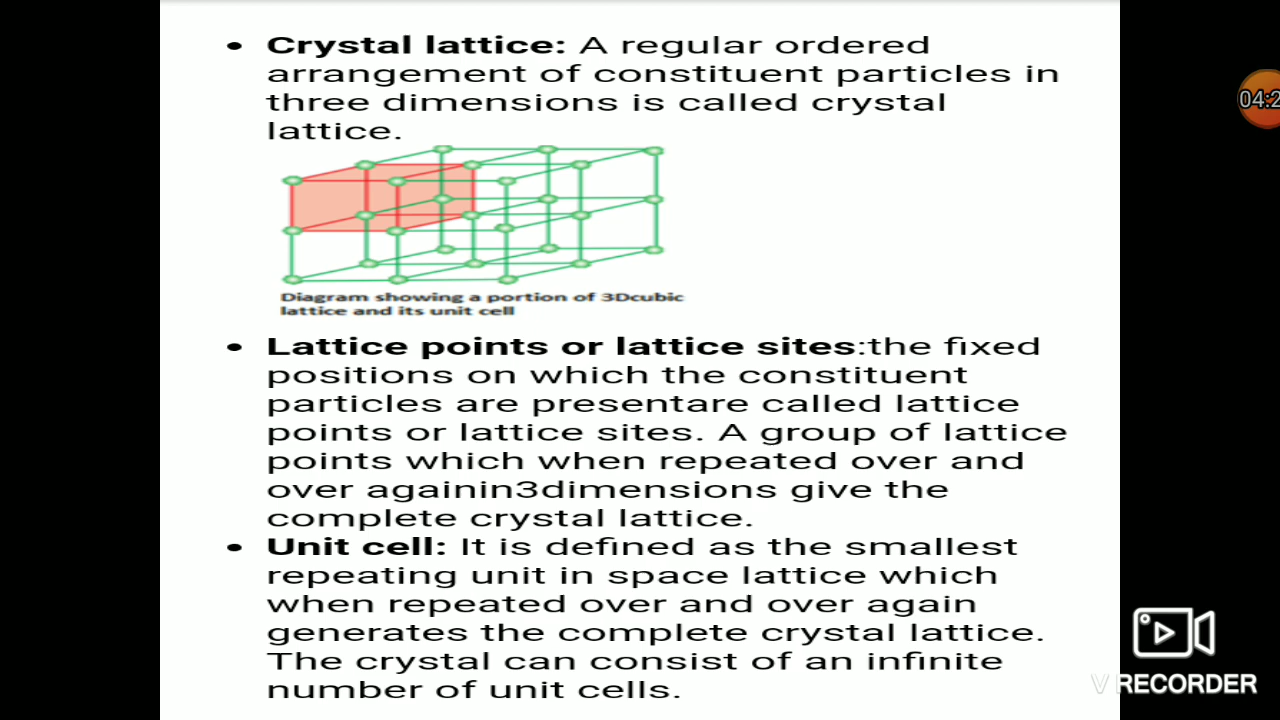 • Crystal lattice: A regular ordered
arrangement of constituent particles in
three dimensions is called crystal
lattice.
Diagram showing a portion of 3Dcubic
lattice and its unit cell
• Lattice points or lattice sites:the fixed
positions on which the constituent
particles are presentare called lattice
points or lattice sites. A group of lattice
points which when repeated over and
over againin3dimensions give the
complete crystal lattice.
• Unit cell: It is defined as the smallest
repeating unit in space lattice which
when repeated over and over again
generates the complete crystal lattice.
The crystal can consist of an infinite
number of unit cells.
04:2
V RECORDER